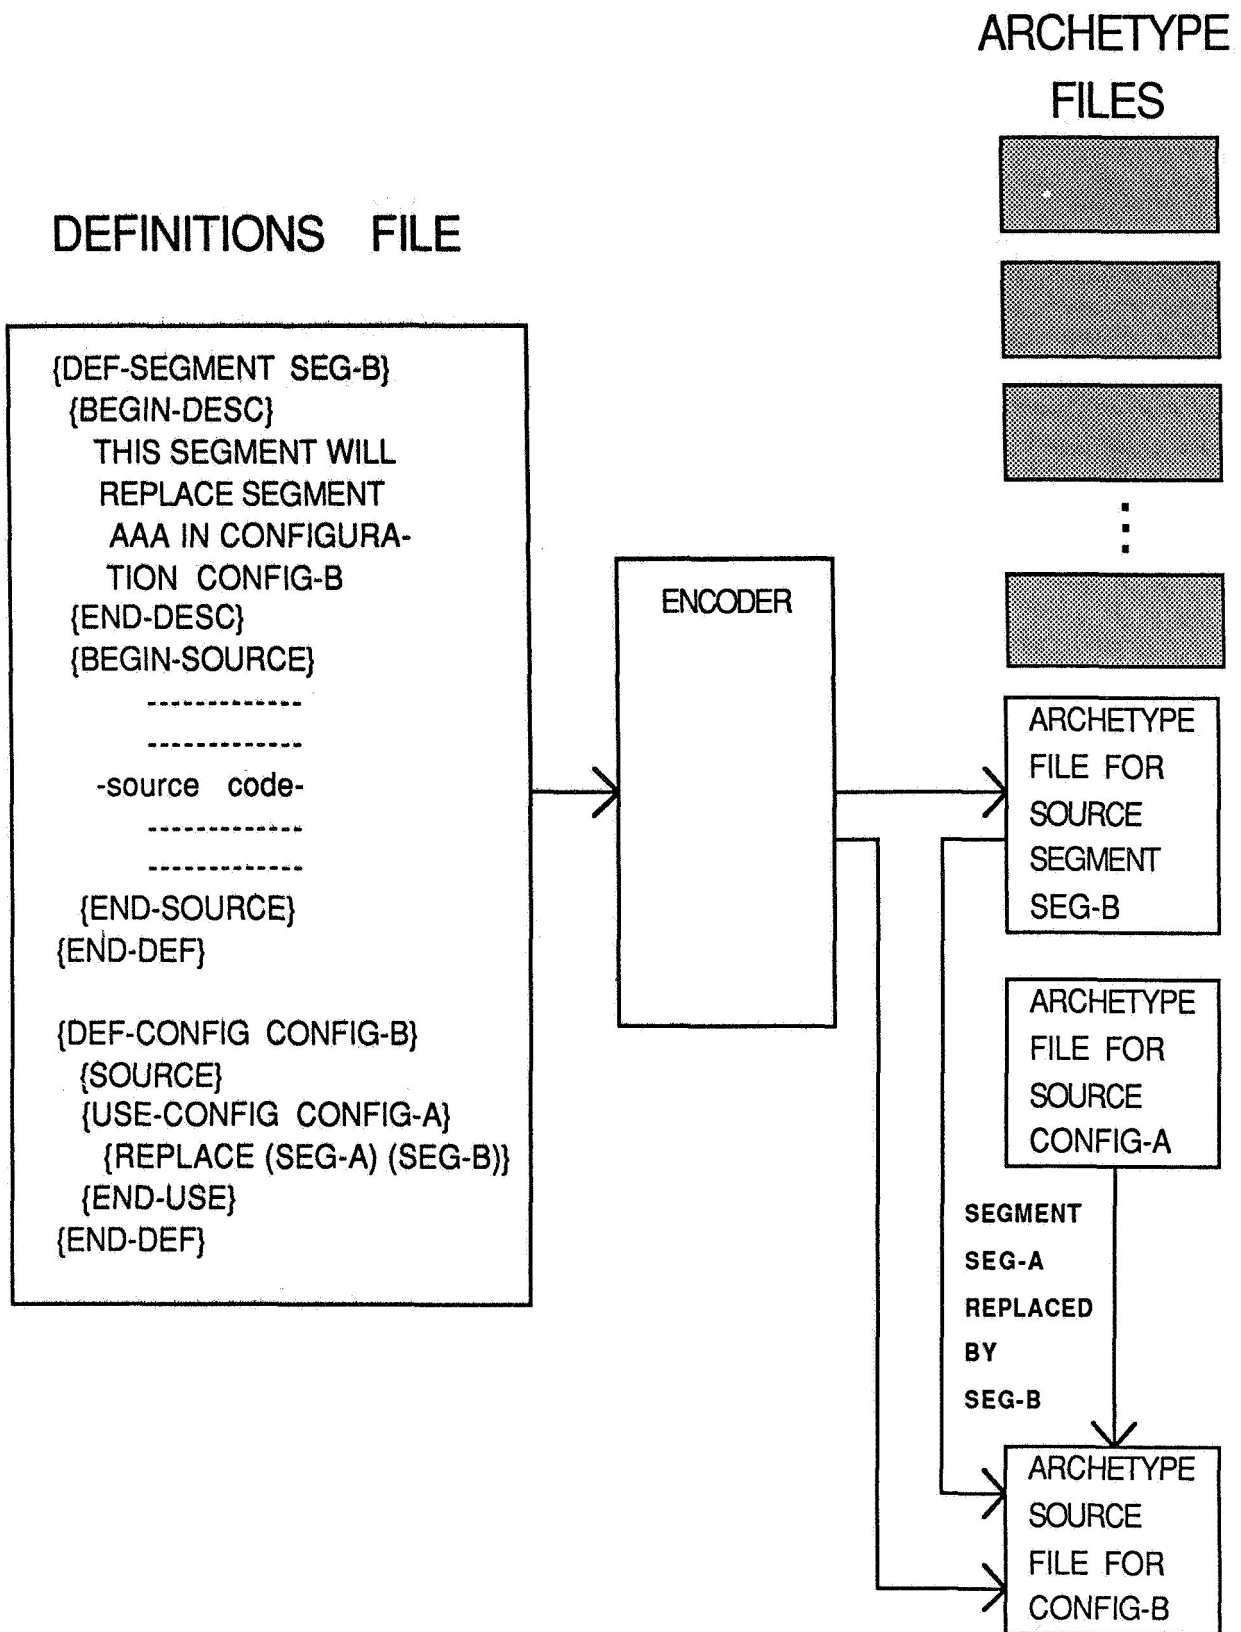 ARCHETYPE
FILES
DEFINITIONS FILE
{DEF-SEGMENT SEG-B}
{BEGIN-DESC}
THIS SEGMENT WILL
REPLACE SEGMENT
AAA IN CONFIGURA-
TION CONFIG-B
{END-DESC}
{BEGIN-SOURCE}
-------------
-------------
-source code-
-------------
-------------
{END-SOURCE}
{END-DEF}
{DEF-CONFIG CONFIG-B}
{SOURCE}
{USE-CONFIG CONFIG-A}
{REPLACE (SEG-A) (SEG-B)}
{END-USE}
{END-DEF}
ENCODER
ARCHETYPE
FILE FOR
SOURCE
SEGMENT
SEG-B
ARCHETYPE
FILE FOR
SOURCE
CONFIG-A
SEGMENT
SEG-A
REPLACED
BY
SEG-B
ARCHETYPE
SOURCE
FILE FOR
CONFIG-B